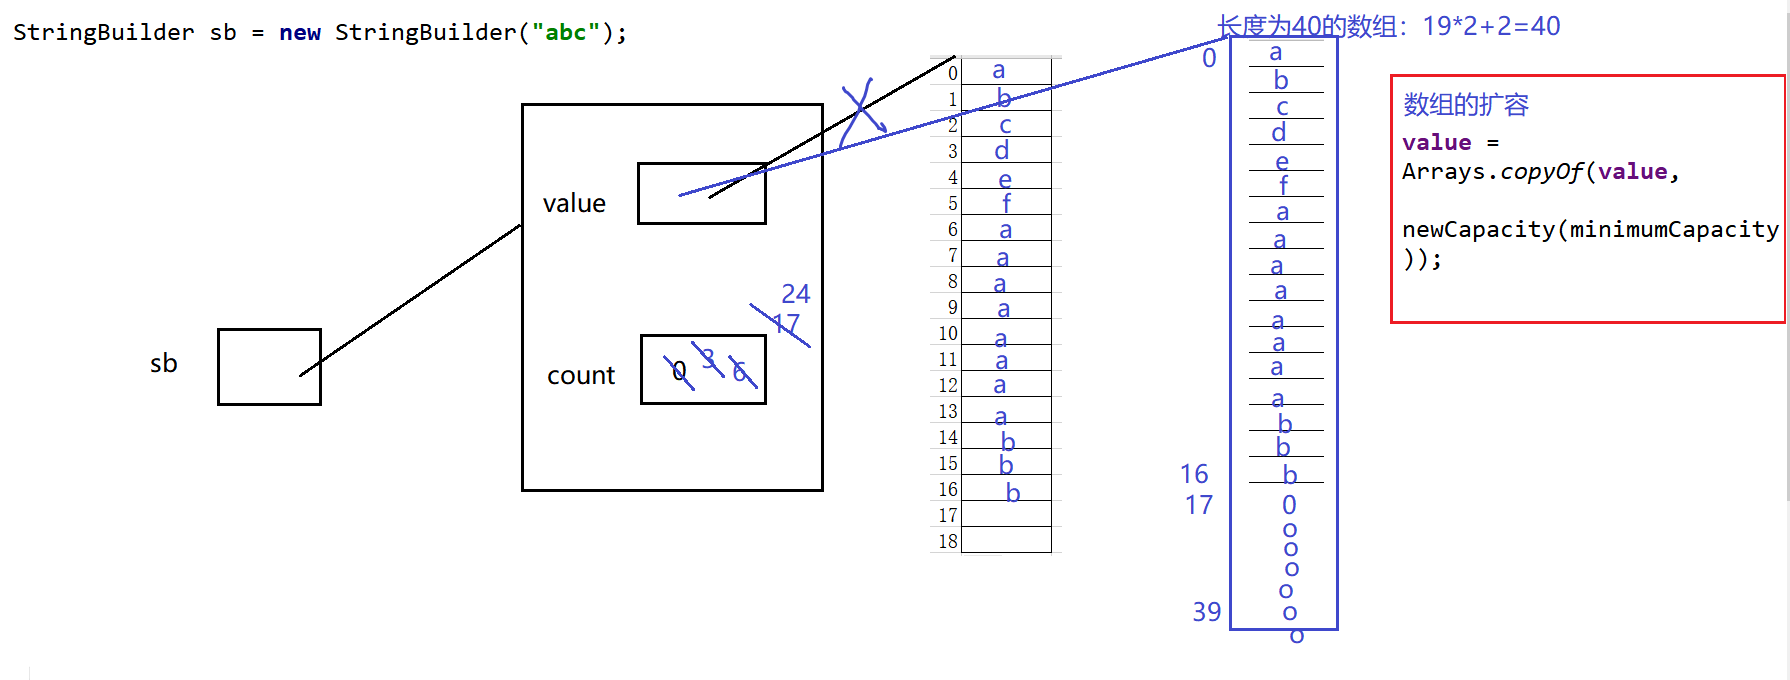 StringBuilder sb = new StringBuilder("abc");
长度为40的数组：19*2+2=40
sb
value
count
0 3 6
17
24
0 a
1 b
2 c
3 d
4 e
5 f
6 a
7 a
8 a
9 a
10 a
11 a
12 a
13 a
14 b
15 b
16 b
17
18
0 a
b
c
d
e
f
a
a
a
a
a
a
a
a
b
b
16 b
17 0
o
o
o
o
39 o
o
数组的扩容
value =
Arrays.copyOf(value,
newCapacity(minimumCapacity
));